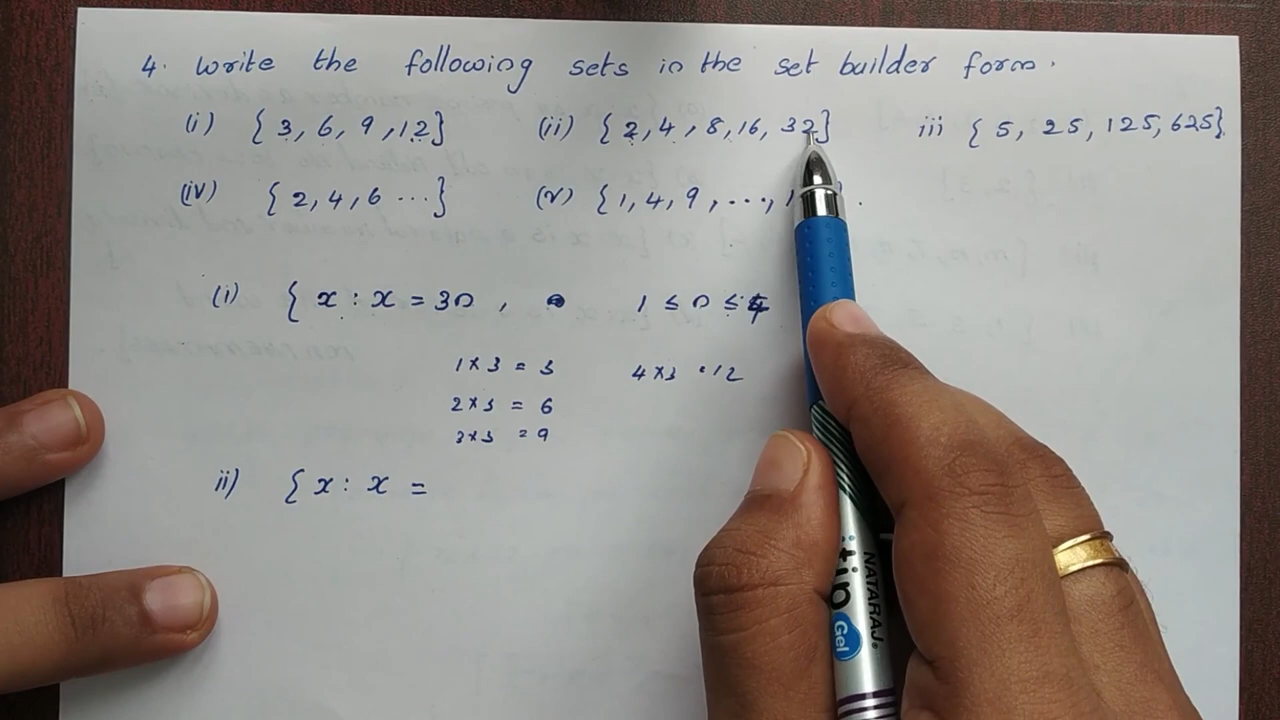 4. Write the following sets in the set builder form.
(i) {3, 6, 9, 12} (ii) {2, 4, 8, 16, 32} iii {5, 25, 125, 625}.
(iv) {2, 4, 6 ...} (v) {1, 4, 9, ..., 1 }.
(i) {x : x = 3n, 1 ≤ n ≤ 4
1 x 3 = 3 4 x 3 = 12
2 x 3 = 6
3 x 3 = 9
ii) {x : x =
NATARAJ
Gel